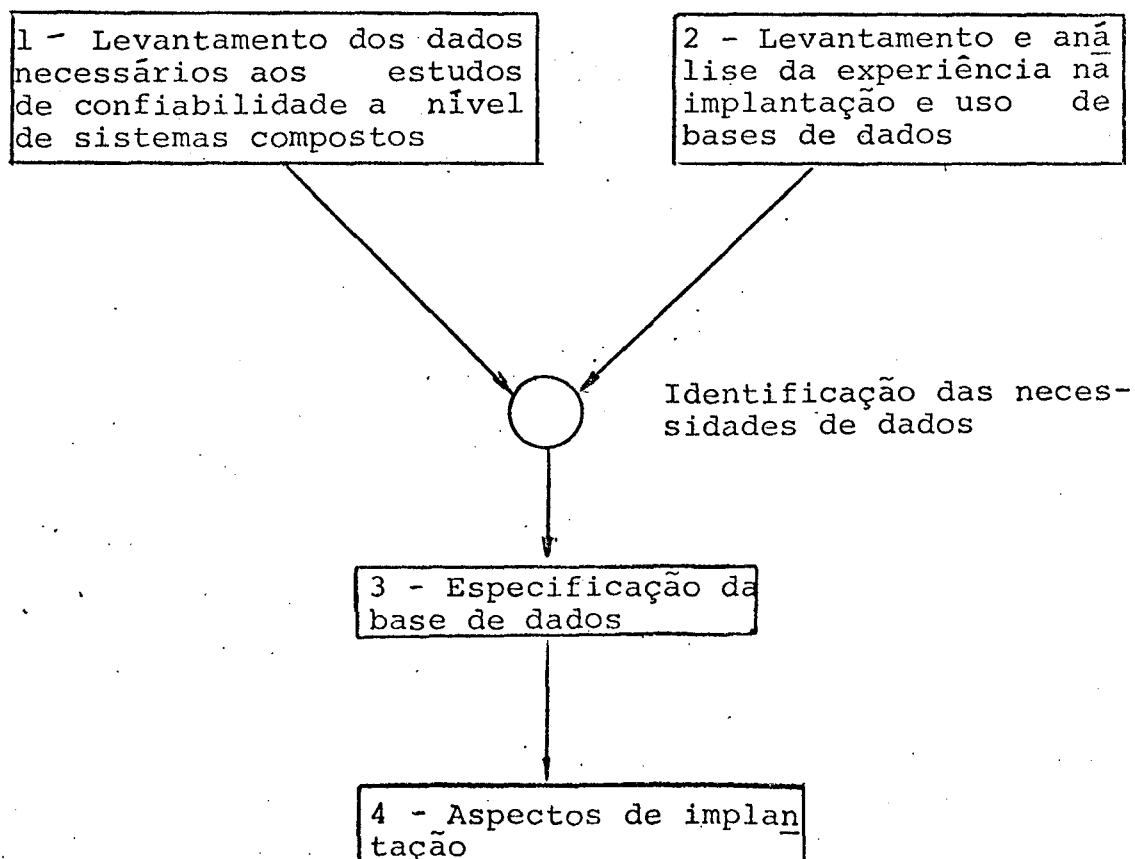 1 - Levantamento dos dados
necessários aos estudos
de confiabilidade a nível
de sistemas compostos
2 - Levantamento e aná
lise da experiência na
implantação e uso de
bases de dados
Identificação das neces-
sidades de dados
3 - Especificação da
base de dados
4 - Aspectos de implan
tação